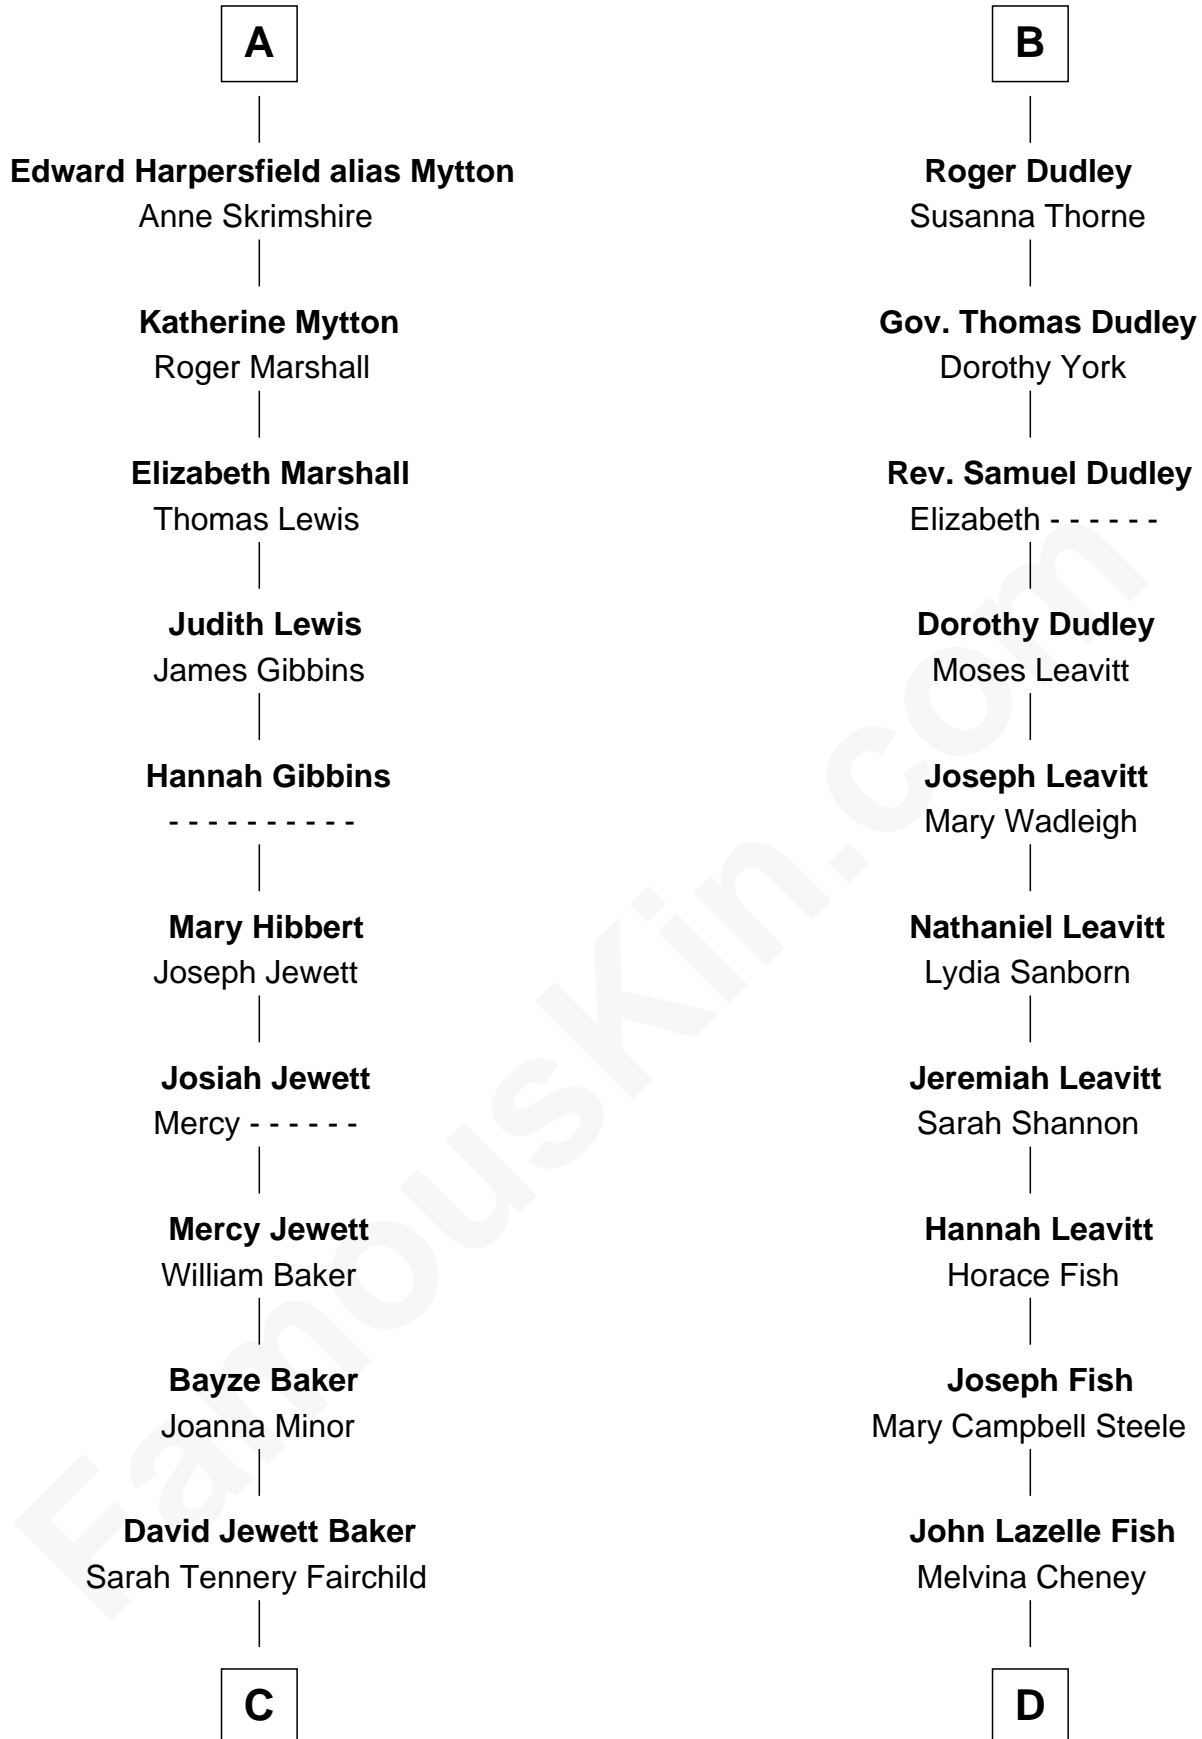 A
Edward Harpersfield alias Mytton
Anne Skrimshire
Katherine Mytton
Roger Marshall
Elizabeth Marshall
Thomas Lewis
Judith Lewis
James Gibbins
Hannah Gibbins
- - - - - - - - - -
Mary Hibbert
Joseph Jewett
Josiah Jewett
Mercy - - - - - -
Mercy Jewett
William Baker
Bayze Baker
Joanna Minor
David Jewett Baker
Sarah Tennery Fairchild
C
B
Roger Dudley
Susanna Thorne
Gov. Thomas Dudley
Dorothy York
Rev. Samuel Dudley
Elizabeth - - - - - -
Dorothy Dudley
Moses Leavitt
Joseph Leavitt
Mary Wadleigh
Nathaniel Leavitt
Lydia Sanborn
Jeremiah Leavitt
Sarah Shannon
Hannah Leavitt
Horace Fish
Joseph Fish
Mary Campbell Steele
John Lazelle Fish
Melvina Cheney
D
FamousKin.com